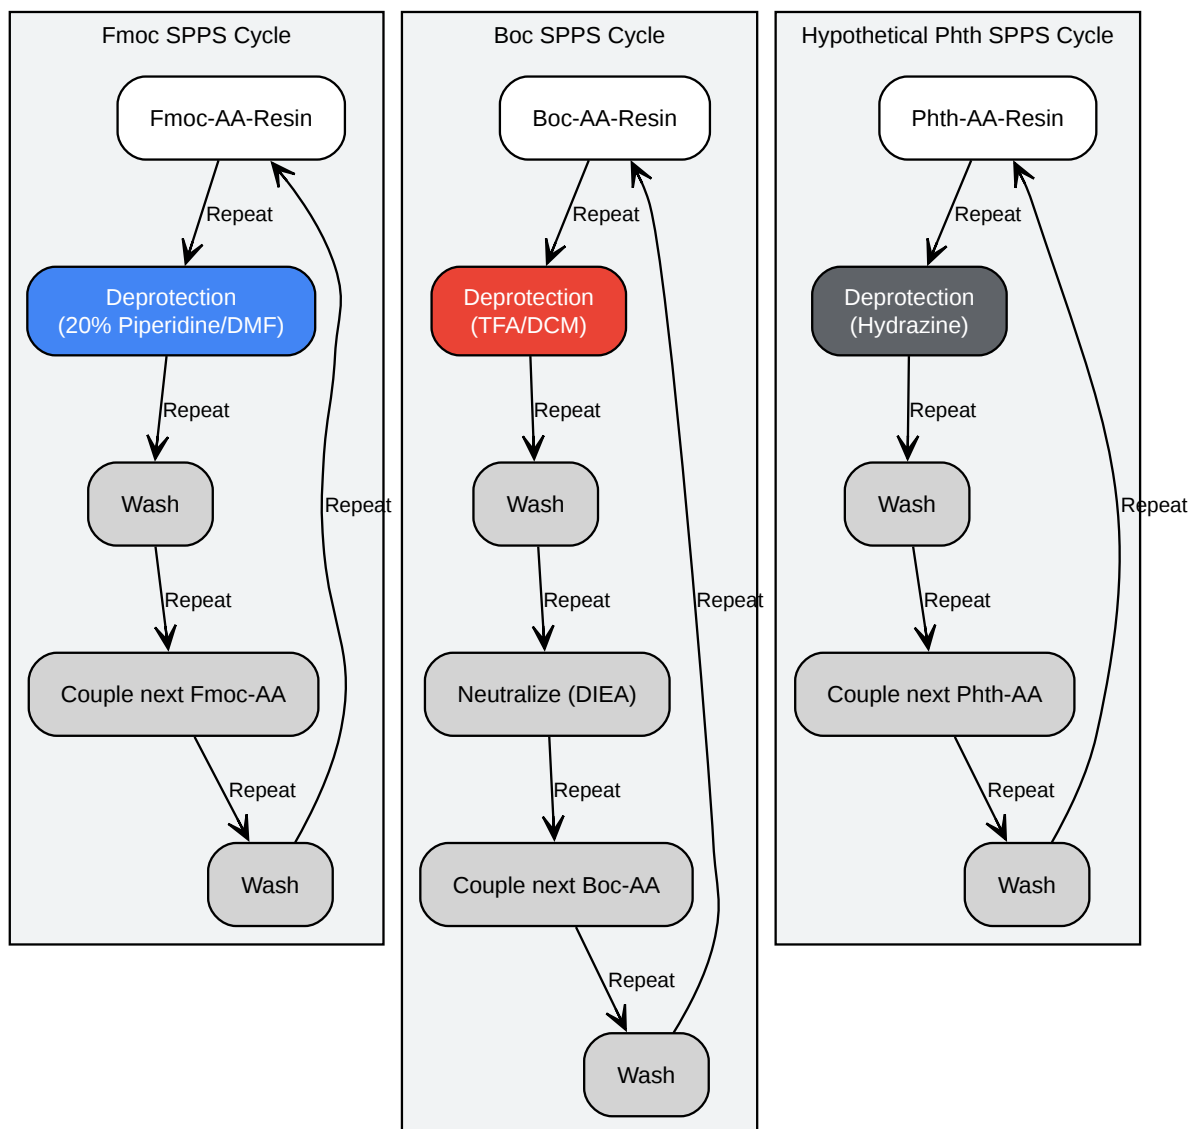 Fmoc SPPS Cycle
Fmoc-AA-Resin
Repeat
Deprotection
(20% Piperidine/DMF)
Repeat
Wash
Repeat
Repeat
Couple next Fmoc-AA
Repeat
Wash
Boc SPPS Cycle
Boc-AA-Resin
Repeat
Deprotection
(TFA/DCM)
Repeat
Wash
Repeat
Repeat
Neutralize (DIEA)
Repeat
Couple next Boc-AA
Repeat
Wash
Hypothetical Phth SPPS Cycle
Phth-AA-Resin
Repeat
Deprotection
(Hydrazine)
Repeat
Wash
Repeat
Repeat
Couple next Phth-AA
Repeat
Wash